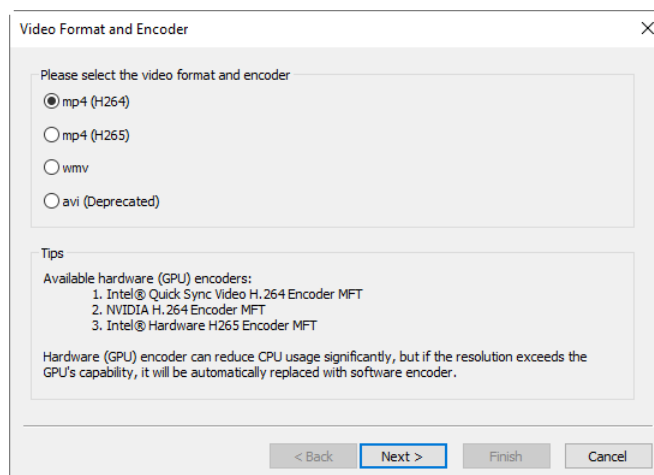 Video Format and Encoder
Please select the video format and encoder
mp4 (H264)
mp4 (H265)
wmv
avi (Deprecated)
Tips
Available hardware (GPU) encoders:
1. Intel® Quick Sync Video H.264 Encoder MFT
2. NVIDIA H.264 Encoder MFT
3. Intel® Hardware H265 Encoder MFT
Hardware (GPU) encoder can reduce CPU usage significantly, but if the resolution exceeds the
GPU's capability, it will be automatically replaced with software encoder.
< Back Next > Finish Cancel